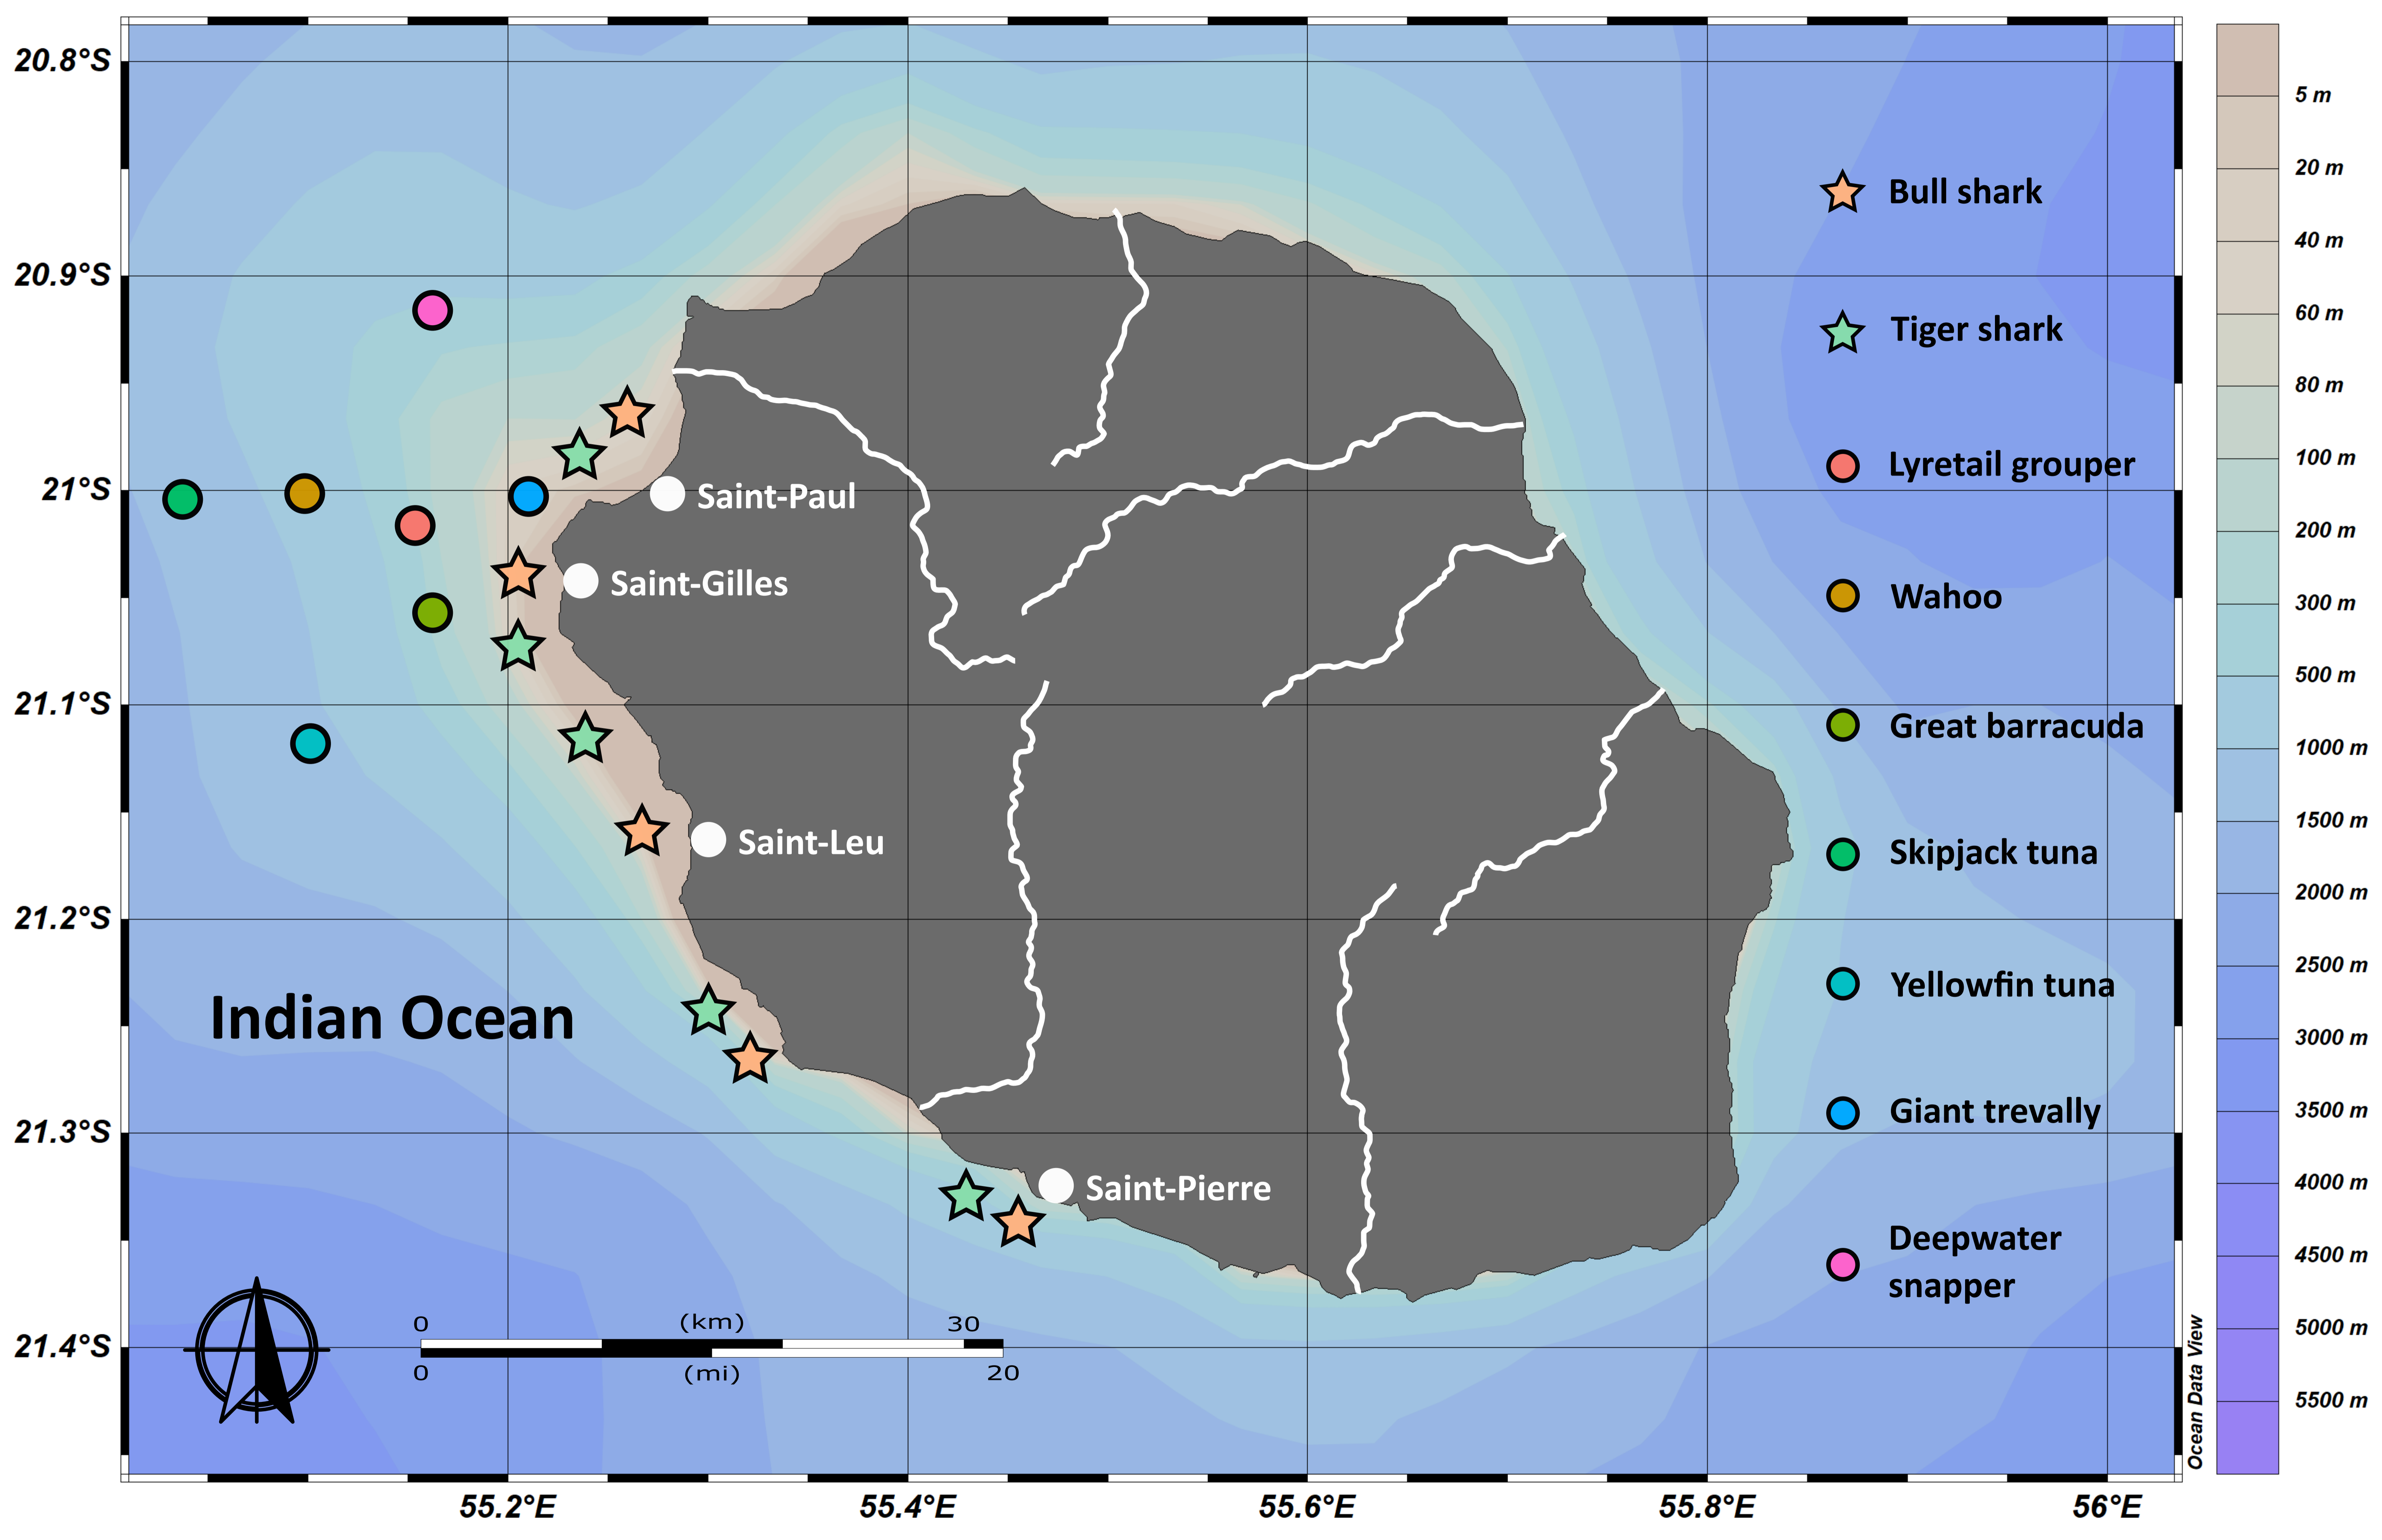 20.8°S
20.9°S
21°S
21.1°S
21.2°S
21.3°S
21.4°S
55.2°E
55.4°E
55.6°E
55.8°E
56°E
Saint-Paul
Saint-Gilles
Saint-Leu
Saint-Pierre
Indian Ocean
0
(km)
30
0
(mi)
20
Bull shark
Tiger shark
Lyretail grouper
Wahoo
Great barracuda
Skipjack tuna
Yellowfin tuna
Giant trevally
Deepwater
snapper
Ocean Data View
5 m
20 m
40 m
60 m
80 m
100 m
200 m
300 m
500 m
1000 m
1500 m
2000 m
2500 m
3000 m
3500 m
4000 m
4500 m
5000 m
5500 m